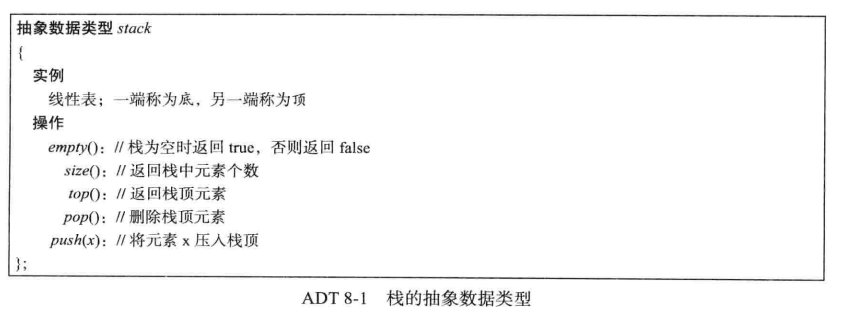 抽象数据类型 stack
{
实例
线性表；一端称为底，另一端称为顶
操作
empty()：// 栈为空时返回 true，否则返回 false
size()：// 返回栈中元素个数
top()：// 返回栈顶元素
pop()：// 删除栈顶元素
push(x)：// 将元素 x 压入栈顶
};
ADT 8-1 栈的抽象数据类型